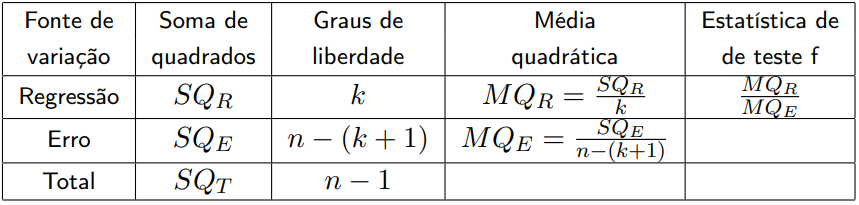 Fonte de variação | Soma de quadrados | Graus de liberdade | Média quadrática | Estatística de de teste f
Regressão | $SQ_R$ | $k$ | $MQ_R = \frac{SQ_R}{k}$ | $\frac{MQ_R}{MQ_E}$
Erro | $SQ_E$ | $n-(k+1)$ | $MQ_E = \frac{SQ_E}{n-(k+1)}$ |
Total | $SQ_T$ | $n-1$ | |